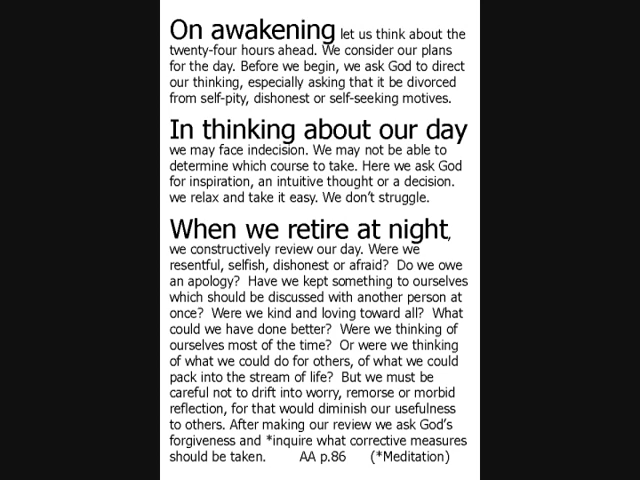 On awakening let us think about the
twenty-four hours ahead. We consider our plans
for the day. Before we begin, we ask God to direct
our thinking, especially asking that it be divorced
from self-pity, dishonest or self-seeking motives.
In thinking about our day
we may face indecision. We may not be able to
determine which course to take. Here we ask God
for inspiration, an intuitive thought or a decision.
we relax and take it easy. We don't struggle.
When we retire at night,
we constructively review our day. Were we
resentful, selfish, dishonest or afraid? Do we owe
an apology? Have we kept something to ourselves
which should be discussed with another person at
once? Were we kind and loving toward all? What
could we have done better? Were we thinking of
ourselves most of the time? Or were we thinking
of what we could do for others, of what we could
pack into the stream of life? But we must be
careful not to drift into worry, remorse or morbid
reflection, for that would diminish our usefulness
to others. After making our review we ask God's
forgiveness and *inquire what corrective measures
should be taken. AA p.86 (*Meditation)